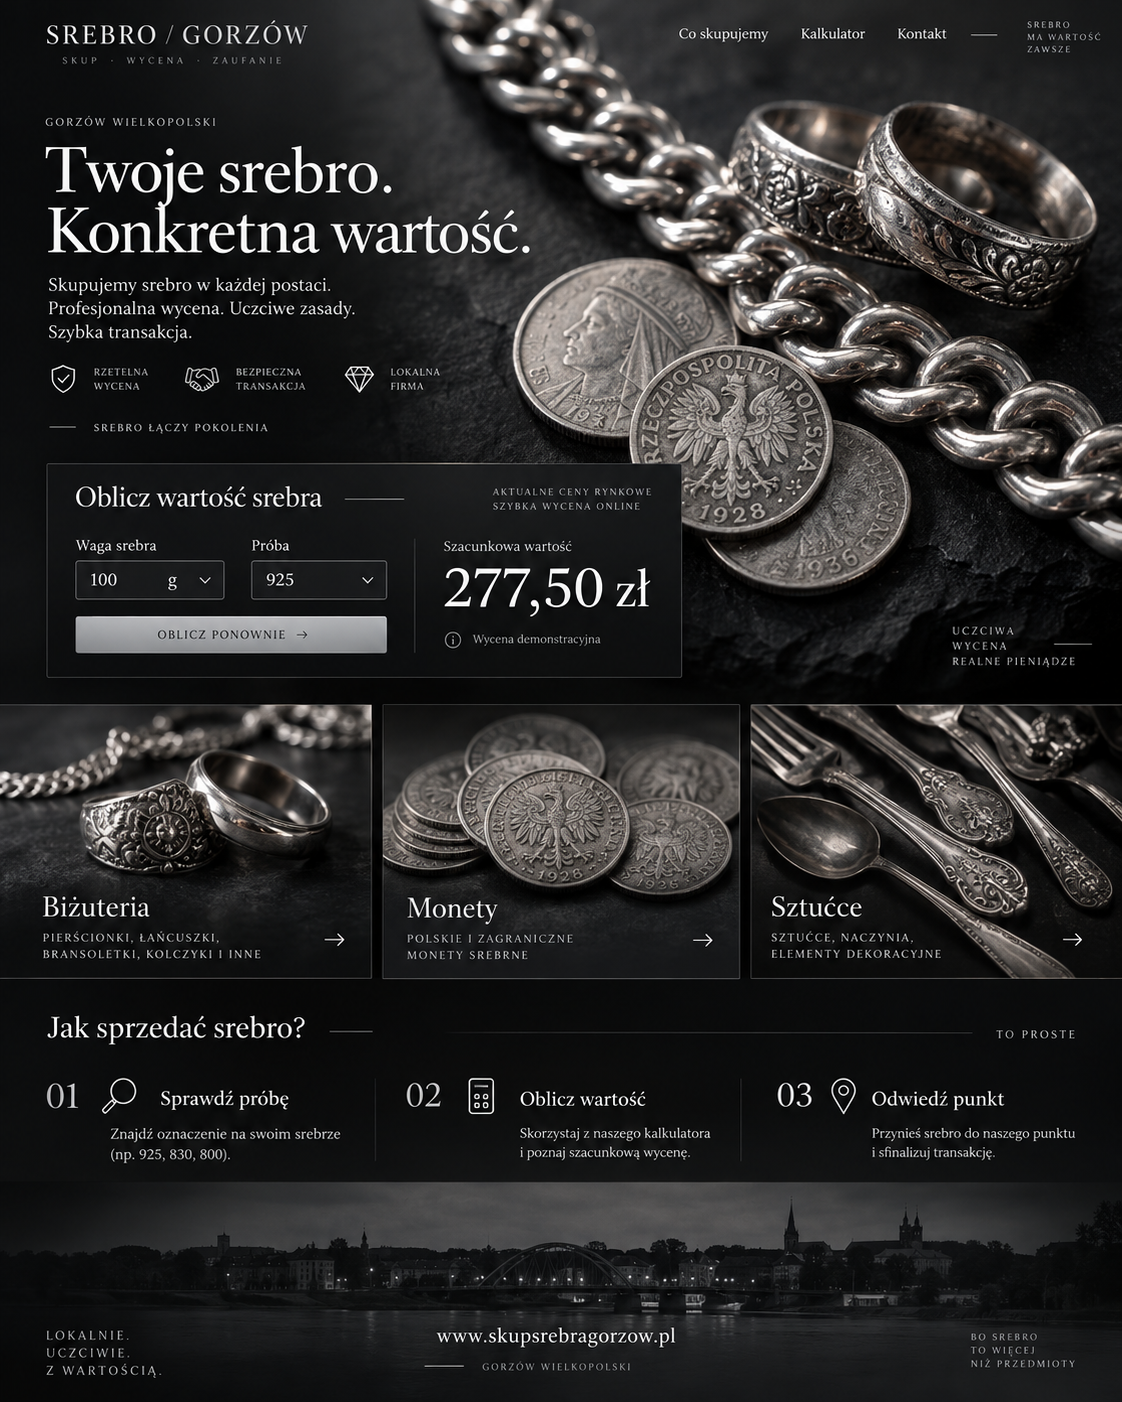 SREBRO / GORZÓW
SKUP · WYCENA · ZAUFANIE
Co skupujemy
Kalkulator
Kontakt
SREBRO
MA WARTOŚĆ
ZAWSZE
GORZÓW WIELKOPOLSKI
Twoje srebro.
Konkretna wartość.
Skupujemy srebro w każdej postaci.
Profesjonalna wycena. Uczciwe zasady.
Szybka transakcja.
RZETELNA
WYCENA
BEZPIECZNA
TRANSAKCJA
LOKALNA
FIRMA
SREBRO ŁĄCZY POKOLENIA
RZECZPOSPOLITA POLSKA
1928
1936
Oblicz wartość srebra
AKTUALNE CENY RYNKOWE
SZYBKA WYCENA ONLINE
Waga srebra
100 g
Próba
925
OBLICZ PONOWNIE →
Szacunkowa wartość
277,50 zł
Wycena demonstracyjna
UCZCIWA
WYCENA
REALNE PIENIĄDZE
1928
Biżuteria
PIERŚCIONKI, ŁAŃCUSZKI,
BRANSOLETKI, KOLCZYKI I INNE
Monety
POLSKIE I ZAGRANICZNE
MONETY SREBRNE
Sztućce
SZTUĆCE, NACZYNIA,
ELEMENTY DEKORACYJNE
Jak sprzedać srebro?
TO PROSTE
01
Sprawdź próbę
Znajdź oznaczenie na swoim srebrze
(np. 925, 830, 800).
02
Oblicz wartość
Skorzystaj z naszego kalkulatora
i poznaj szacunkową wycenę.
03
Odwiedź punkt
Przynieś srebro do naszego punktu
i sfinalizuj transakcję.
LOKALNIE.
UCZCIWIE.
Z WARTOŚCIĄ.
www.skupsrebragorzow.pl
GORZÓW WIELKOPOLSKI
BO SREBRO
TO WIĘCEJ
NIŻ PRZEDMIOTY